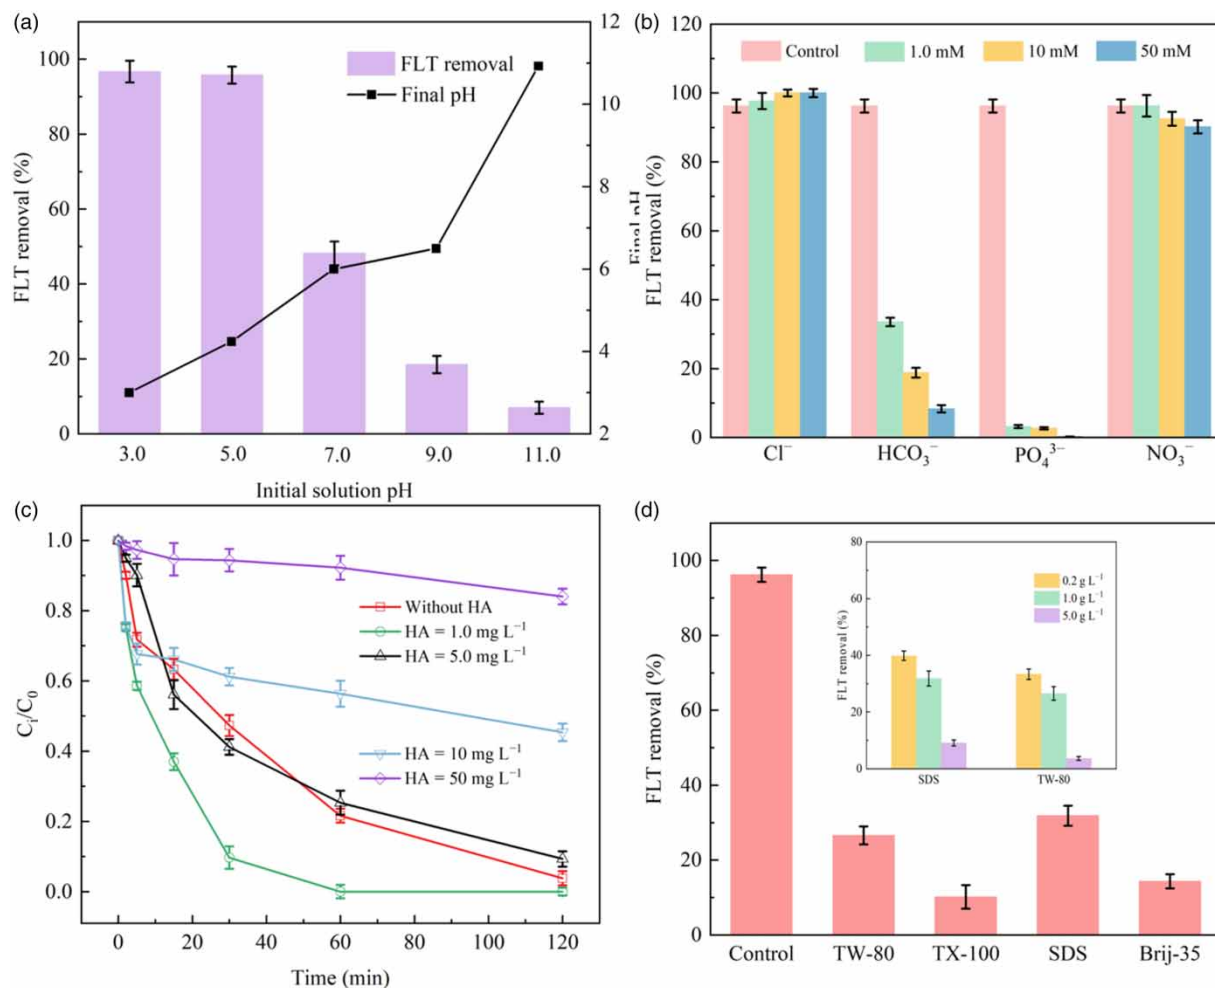 (a)
FLT removal
Final pH
FLT removal (%)
100
80
60
40
20
0
12
10
8
6
4
2
Final pH
3.0 5.0 7.0 9.0 11.0
Initial solution pH
(b)
Control 1.0 mM 10 mM 50 mM
FLT removal (%)
120
100
80
60
40
20
0
Cl⁻ HCO₃⁻ PO₄³⁻ NO₃⁻
(c)
Without HA
HA = 1.0 mg L⁻¹
HA = 5.0 mg L⁻¹
HA = 10 mg L⁻¹
HA = 50 mg L⁻¹
Cᵢ/C₀
1.0
0.8
0.6
0.4
0.2
0.0
0 20 40 60 80 100 120
Time (min)
(d)
FLT removal (%)
100
80
60
40
20
0
Control TW-80 TX-100 SDS Brij-35
0.2 g L⁻¹
1.0 g L⁻¹
5.0 g L⁻¹
FLT removal (%)
80
60
40
20
0
SDS TW-80